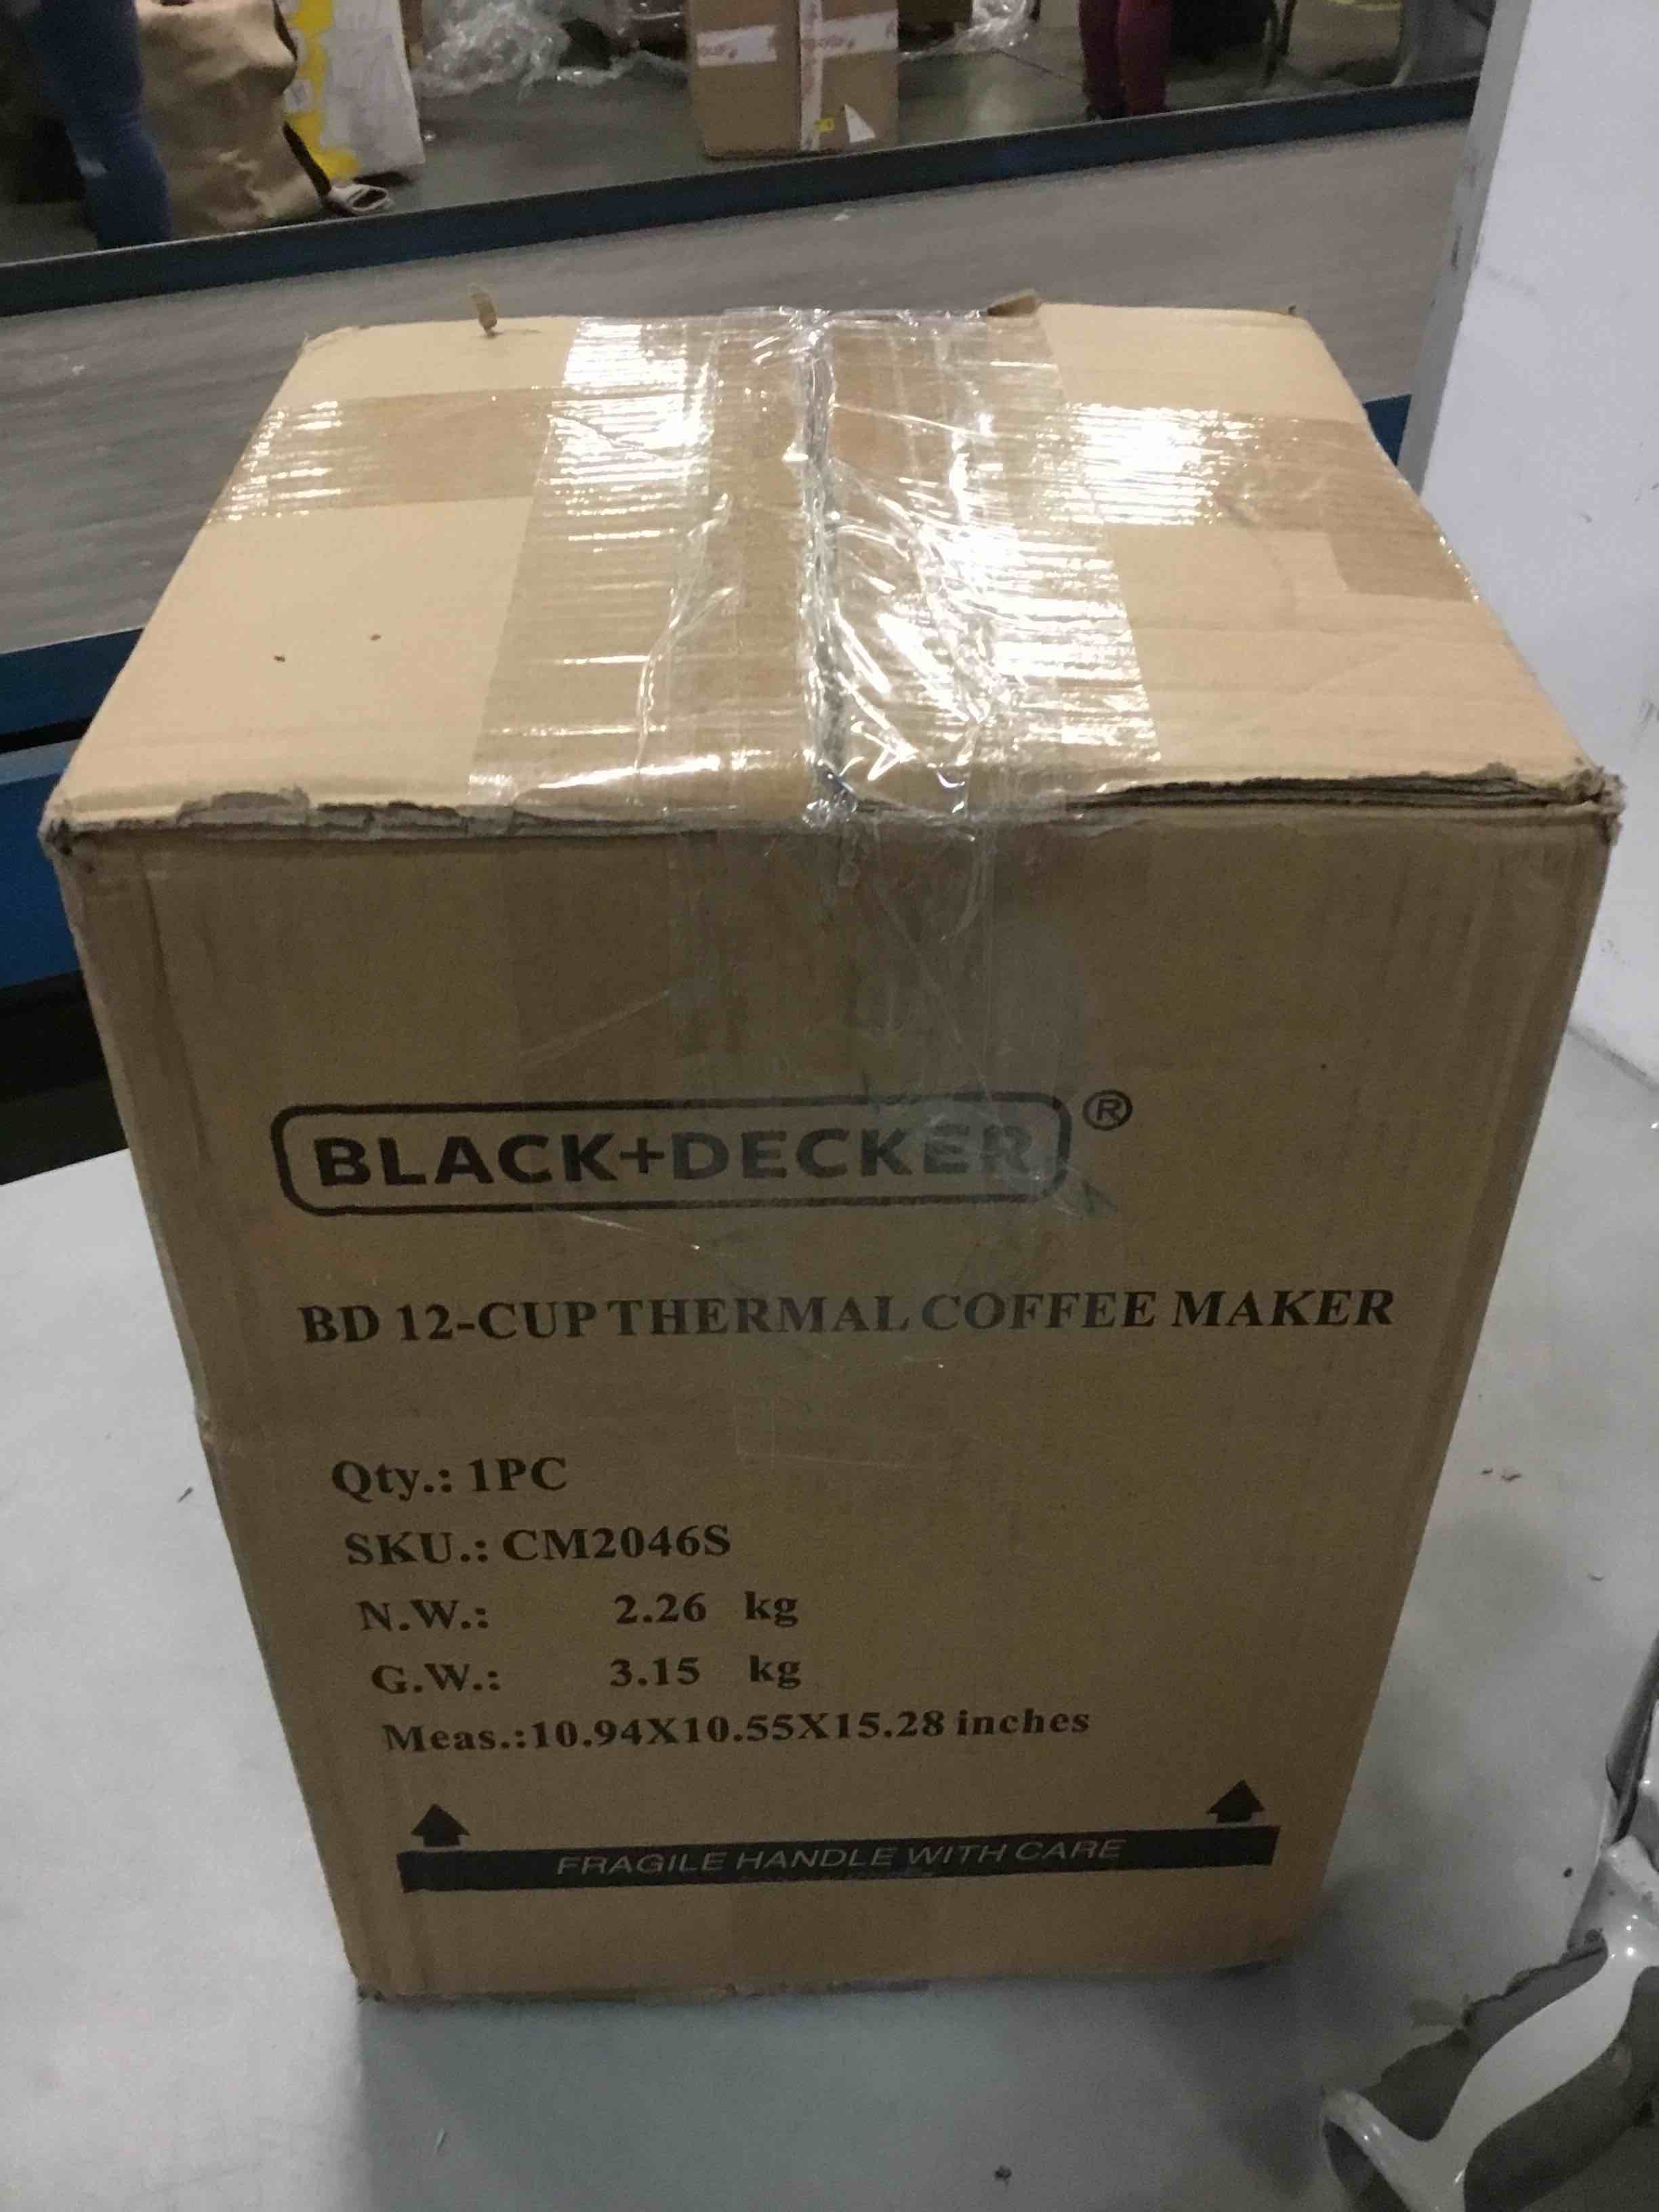 BLACK+DECKER®
BD 12-CUP THERMAL COFFEE MAKER
Qty.: 1PC
SKU.: CM2046S
N.W.: 2.26 kg
G.W.: 3.15 kg
Meas.:10.94X10.55X15.28 inches
FRAGILE HANDLE WITH CARE